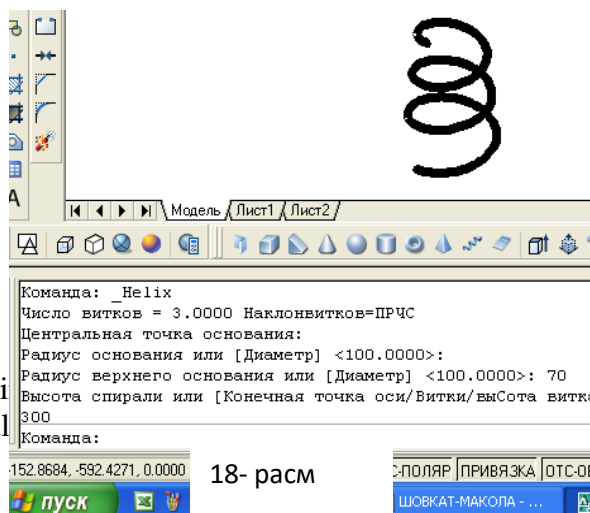 A
Модель Лист1 Лист2
Команда: _Helix
Число витков = 3.0000 Наклонвитков=ПРЧС
Центральная точка основания:
Радиус основания или [Диаметр] <100.0000>:
Радиус верхнего основания или [Диаметр] <100.0000>: 70
Высота спирали или [Конечная точка оси/Витки/выСота витка
300
Команда:
-152.8684, -592.4271, 0.0000
18- расм
С-ПОЛЯР ПРИВЯЗКА ОТС-ОБ
пуск
ШОВКАТ-МАКОЛА - ...